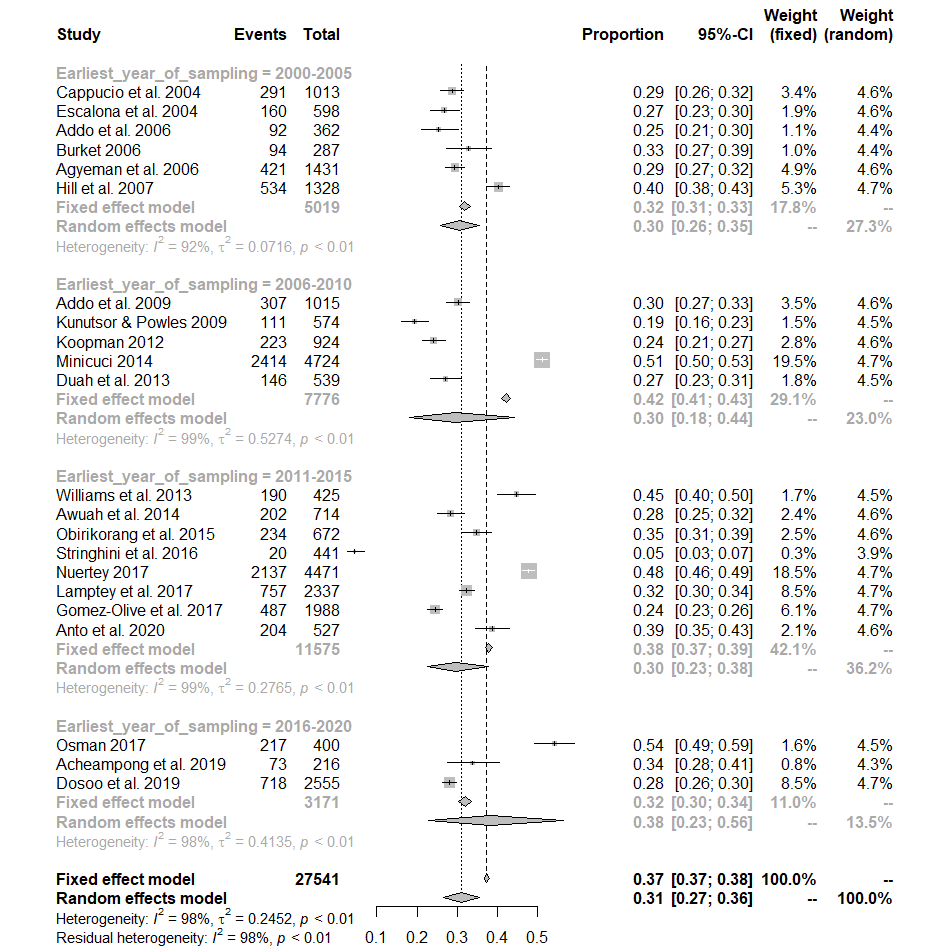 Weight Weight
Study Events Total Proportion 95%-CI (fixed) (random)
Earliest_year_of_sampling = 2000-2005
Cappucio et al. 2004 291 1013 0.29 [0.26; 0.32] 3.4% 4.6%
Escalona et al. 2004 160 598 0.27 [0.23; 0.30] 1.9% 4.6%
Addo et al. 2006 92 362 0.25 [0.21; 0.30] 1.1% 4.4%
Burket 2006 94 287 0.33 [0.27; 0.39] 1.0% 4.4%
Agyeman et al. 2006 421 1431 0.29 [0.27; 0.32] 4.9% 4.6%
Hill et al. 2007 534 1328 0.40 [0.38; 0.43] 5.3% 4.7%
Fixed effect model 5019 0.32 [0.31; 0.33] 17.8% --
Random effects model 0.30 [0.26; 0.35] -- 27.3%
Heterogeneity: I² = 92%, τ² = 0.0716, p < 0.01
Earliest_year_of_sampling = 2006-2010
Addo et al. 2009 307 1015 0.30 [0.27; 0.33] 3.5% 4.6%
Kunutsor & Powles 2009 111 574 0.19 [0.16; 0.23] 1.5% 4.5%
Koopman 2012 223 924 0.24 [0.21; 0.27] 2.8% 4.6%
Minicuci 2014 2414 4724 0.51 [0.50; 0.53] 19.5% 4.7%
Duah et al. 2013 146 539 0.27 [0.23; 0.31] 1.8% 4.5%
Fixed effect model 7776 0.42 [0.41; 0.43] 29.1% --
Random effects model 0.30 [0.18; 0.44] -- 23.0%
Heterogeneity: I² = 99%, τ² = 0.5274, p < 0.01
Earliest_year_of_sampling = 2011-2015
Williams et al. 2013 190 425 0.45 [0.40; 0.50] 1.7% 4.5%
Awuah et al. 2014 202 714 0.28 [0.25; 0.32] 2.4% 4.6%
Obirikorang et al. 2015 234 672 0.35 [0.31; 0.39] 2.5% 4.6%
Stringhini et al. 2016 20 441 0.05 [0.03; 0.07] 0.3% 3.9%
Nuertey 2017 2137 4471 0.48 [0.46; 0.49] 18.5% 4.7%
Lamptey et al. 2017 757 2337 0.32 [0.30; 0.34] 8.5% 4.7%
Gomez-Olive et al. 2017 487 1988 0.24 [0.23; 0.26] 6.1% 4.7%
Anto et al. 2020 204 527 0.39 [0.35; 0.43] 2.1% 4.6%
Fixed effect model 11575 0.38 [0.37; 0.39] 42.1% --
Random effects model 0.30 [0.23; 0.38] -- 36.2%
Heterogeneity: I² = 99%, τ² = 0.2765, p < 0.01
Earliest_year_of_sampling = 2016-2020
Osman 2017 217 400 0.54 [0.49; 0.59] 1.6% 4.5%
Acheampong et al. 2019 73 216 0.34 [0.28; 0.41] 0.8% 4.3%
Dosoo et al. 2019 718 2555 0.28 [0.26; 0.30] 8.5% 4.7%
Fixed effect model 3171 0.32 [0.30; 0.34] 11.0% --
Random effects model 0.38 [0.23; 0.56] -- 13.5%
Heterogeneity: I² = 98%, τ² = 0.4135, p < 0.01
Fixed effect model 27541 0.37 [0.37; 0.38] 100.0% --
Random effects model 0.31 [0.27; 0.36] -- 100.0%
Heterogeneity: I² = 98%, τ² = 0.2452, p < 0.01
Residual heterogeneity: I² = 98%, p < 0.01
0.1 0.2 0.3 0.4 0.5